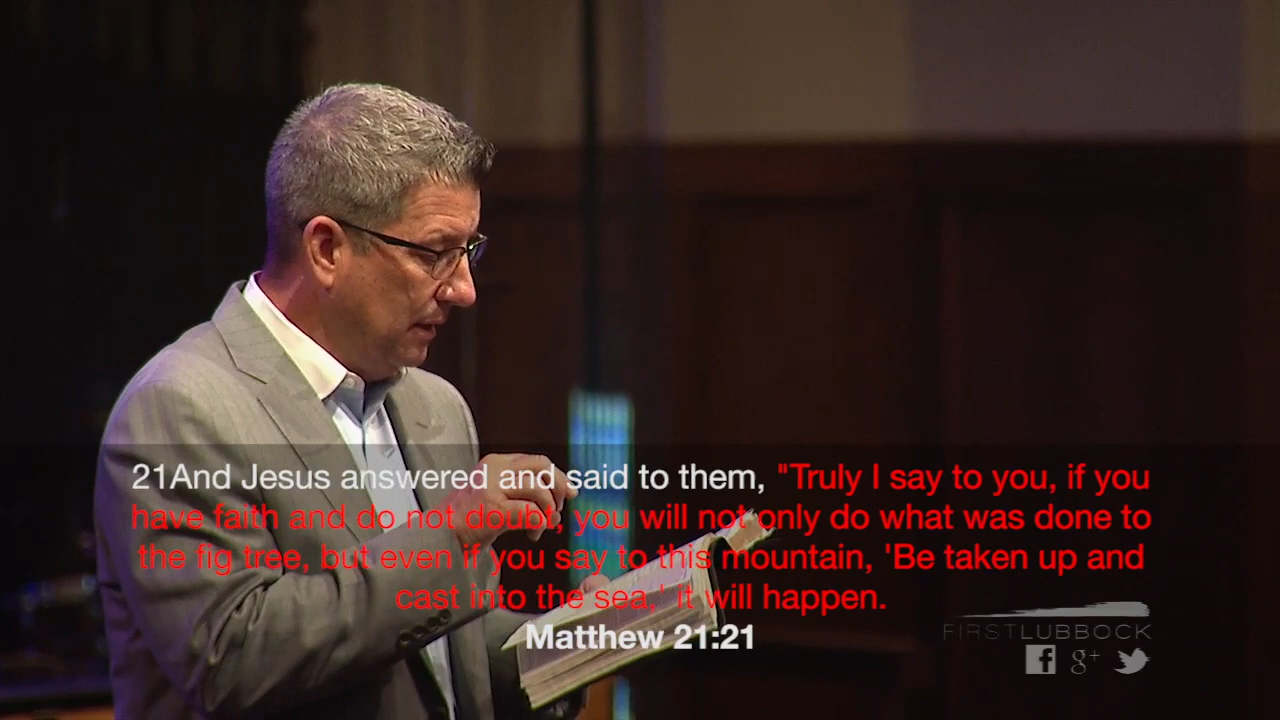 21And Jesus answered and said to them, "Truly I say to you, if you
have faith and do not doubt, you will not only do what was done to
the fig tree, but even if you say to this mountain, 'Be taken up and
cast into the sea,' it will happen.
Matthew 21:21
FIRSTLUBBOCK
f g+